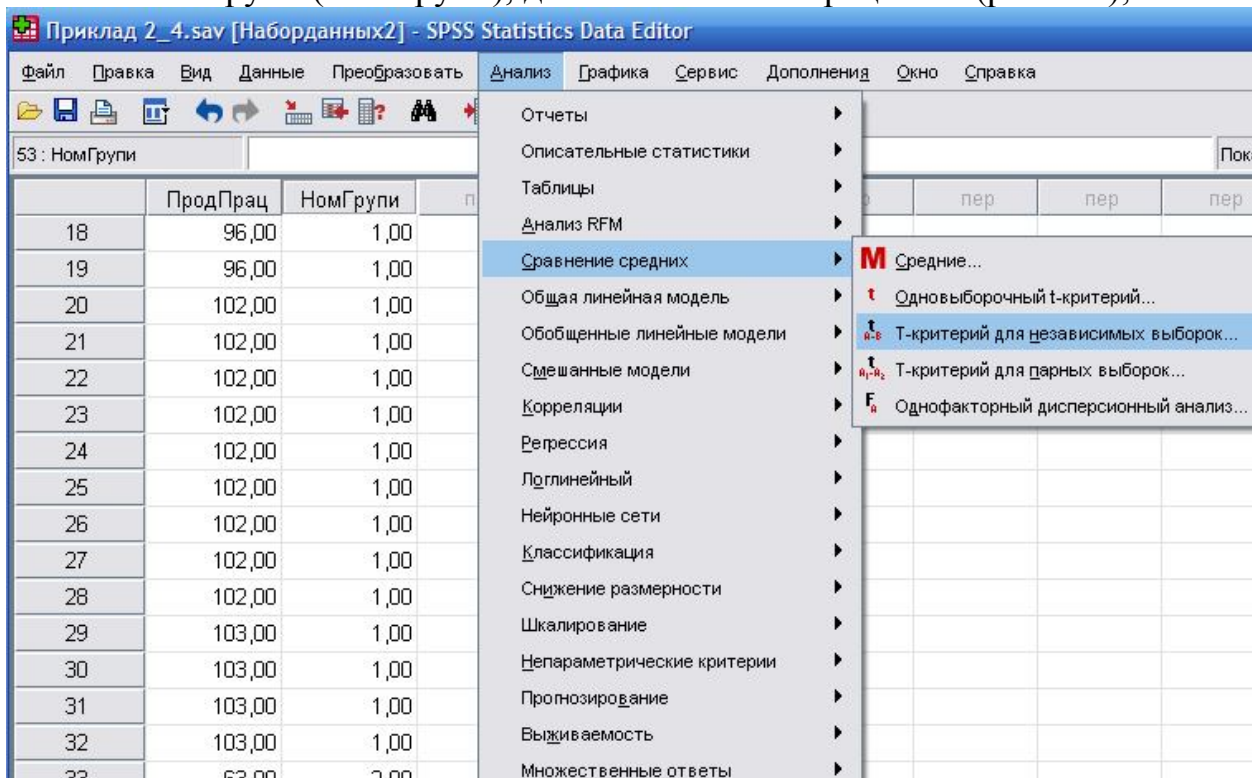 Приклад 2_4.sav [Наборданных2] - SPSS Statistics Data Editor
Файл Правка Вид Данные Преобразовать Анализ Графика Сервис Дополнения Окно Справка
53 : НомГрупи
ПродПрац НомГрупи пер пер пер
18 96,00 1,00
19 96,00 1,00
20 102,00 1,00
21 102,00 1,00
22 102,00 1,00
23 102,00 1,00
24 102,00 1,00
25 102,00 1,00
26 102,00 1,00
27 102,00 1,00
28 102,00 1,00
29 103,00 1,00
30 103,00 1,00
31 103,00 1,00
32 103,00 1,00
33 63,00 2,00
Отчеты
Описательные статистики
Таблицы
Анализ RFM
Сравнение средних
Общая линейная модель
Обобщенные линейные модели
Смешанные модели
Корреляции
Регрессия
Логлинейный
Нейронные сети
Классификация
Снижение размерности
Шкалирование
Непараметрические критерии
Прогнозирование
Выживаемость
Множественные ответы
M Средние...
t Одновыборочный t-критерий...
Т-критерий для независимых выборок...
Т-критерий для парных выборок...
Однофакторный дисперсионный анализ...